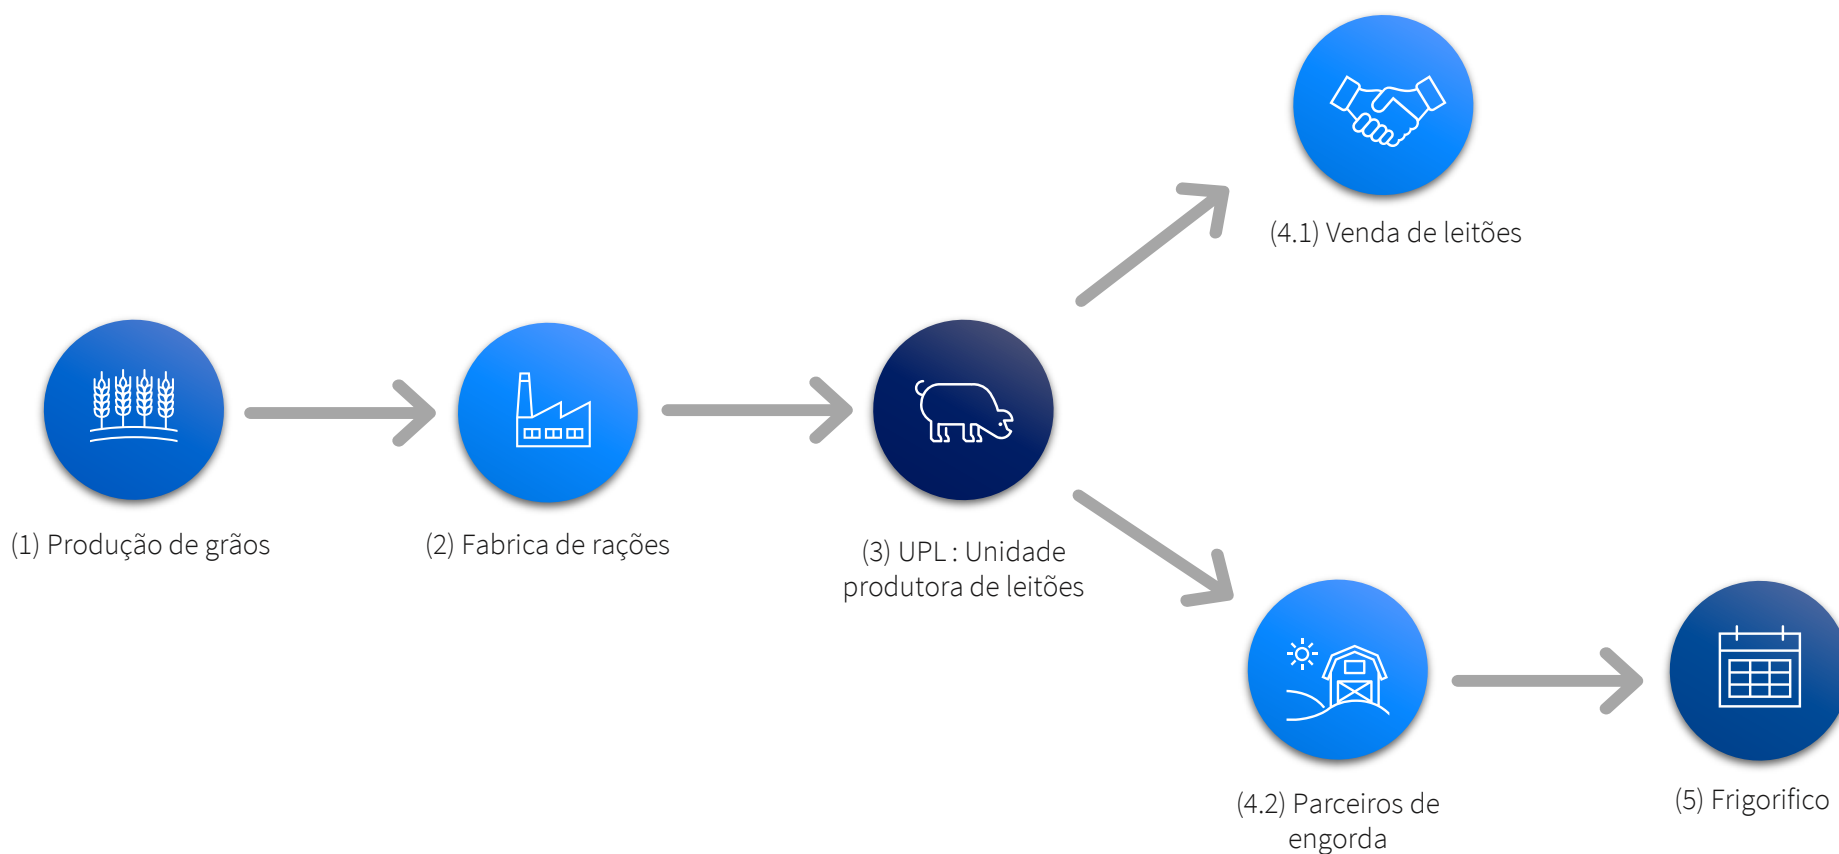 (4.1) Venda de leitões
(1) Produção de grãos
(2) Fabrica de rações
(3) UPL : Unidade
produtora de leitões
(4.2) Parceiros de
engorda
(5) Frigorifico